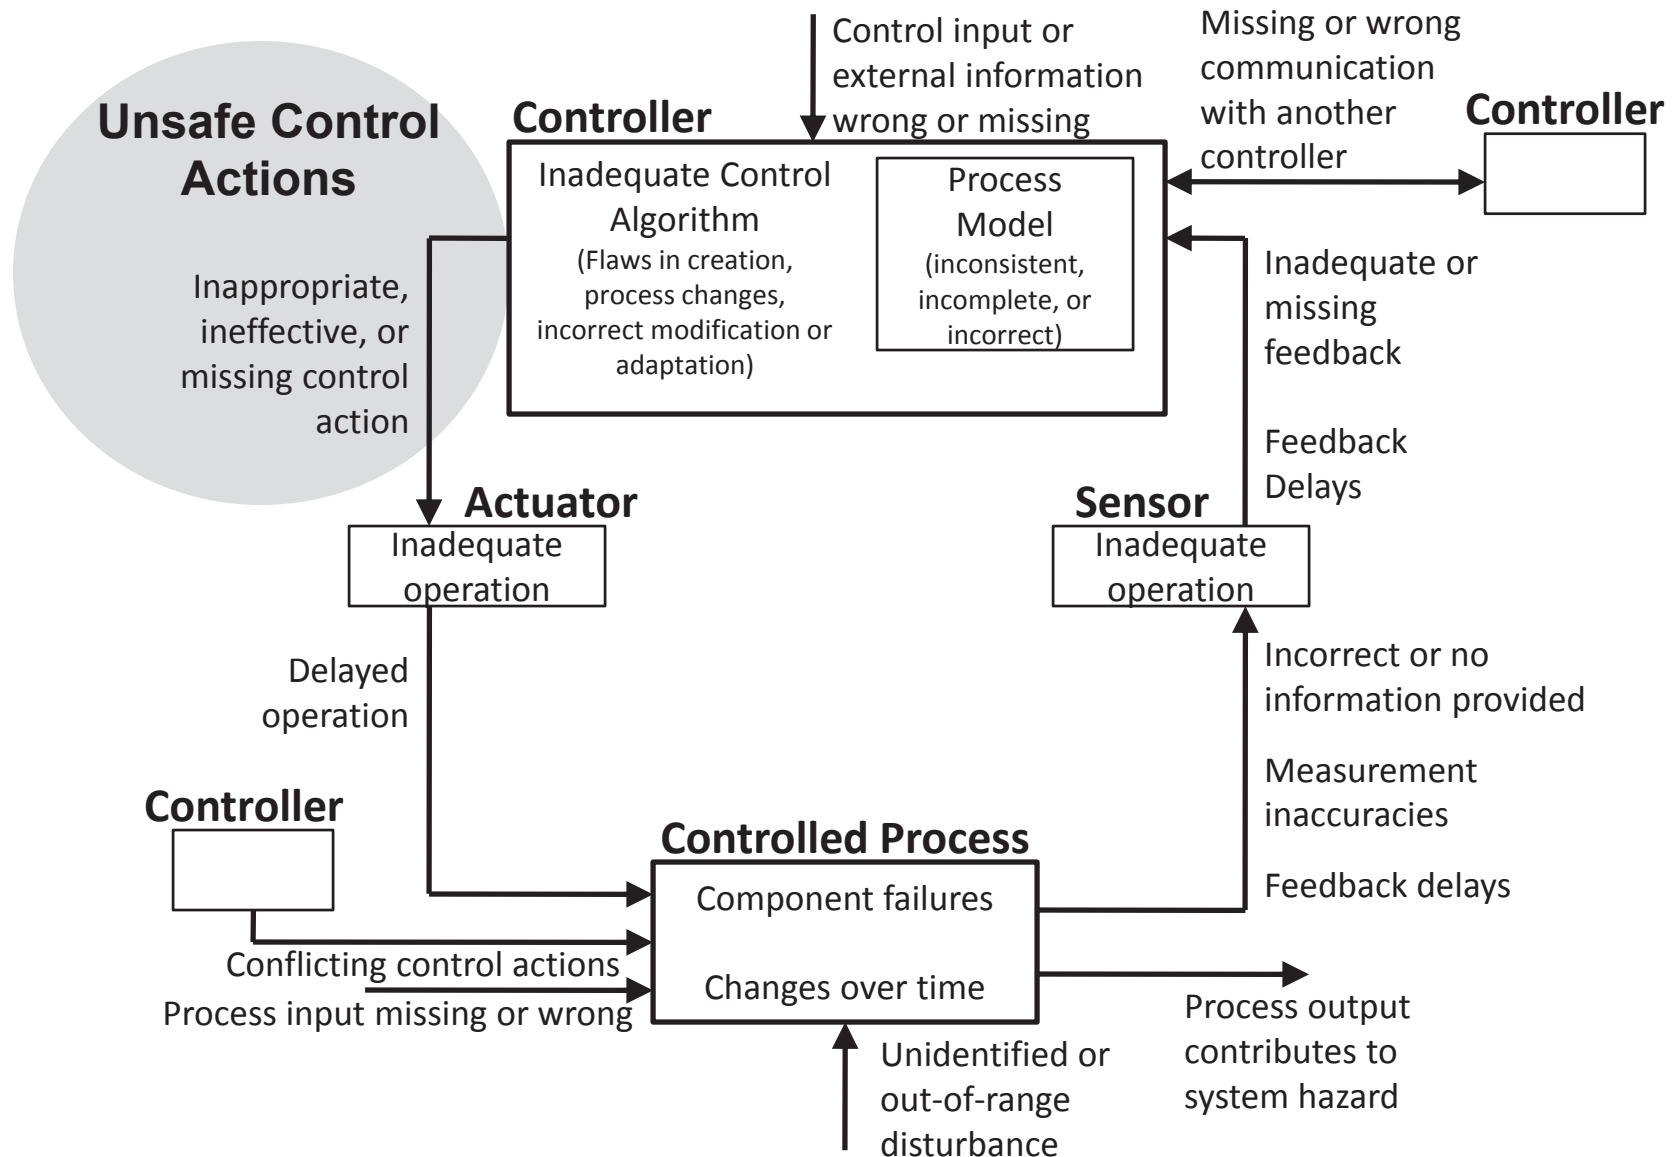 Control input or
external information
wrong or missing
Missing or wrong
communication
with another
controller
Controller
Unsafe Control
Actions
Controller
Inadequate Control
Algorithm
(Flaws in creation,
process changes,
incorrect modification or
adaptation)
Process
Model
(inconsistent,
incomplete, or
incorrect)
Inappropriate,
ineffective, or
missing control
action
Inadequate or
missing
feedback
Feedback
Delays
Actuator
Inadequate
operation
Sensor
Inadequate
operation
Delayed
operation
Incorrect or no
information provided
Measurement
inaccuracies
Feedback delays
Controller
Controlled Process
Component failures
Changes over time
Conflicting control actions
Process input missing or wrong
Unidentified or
out-of-range
disturbance
Process output
contributes to
system hazard